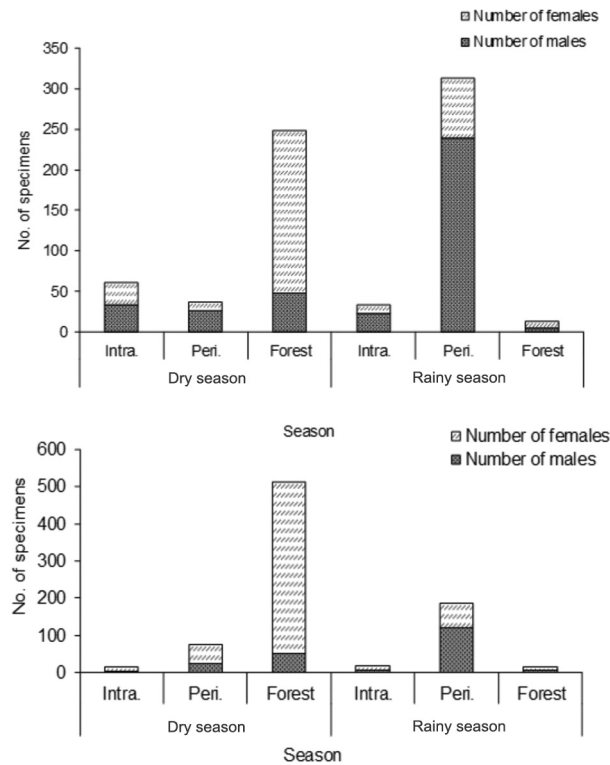 Number of females
Number of males
350
300
250
200
150
100
50
0
No. of specimens
Intra. Peri. Forest Intra. Peri. Forest
Dry season Rainy season
Season
Number of females
Number of males
600
500
400
300
200
100
0
No. of specimens
Intra. Peri. Forest Intra. Peri. Forest
Dry season Rainy season
Season